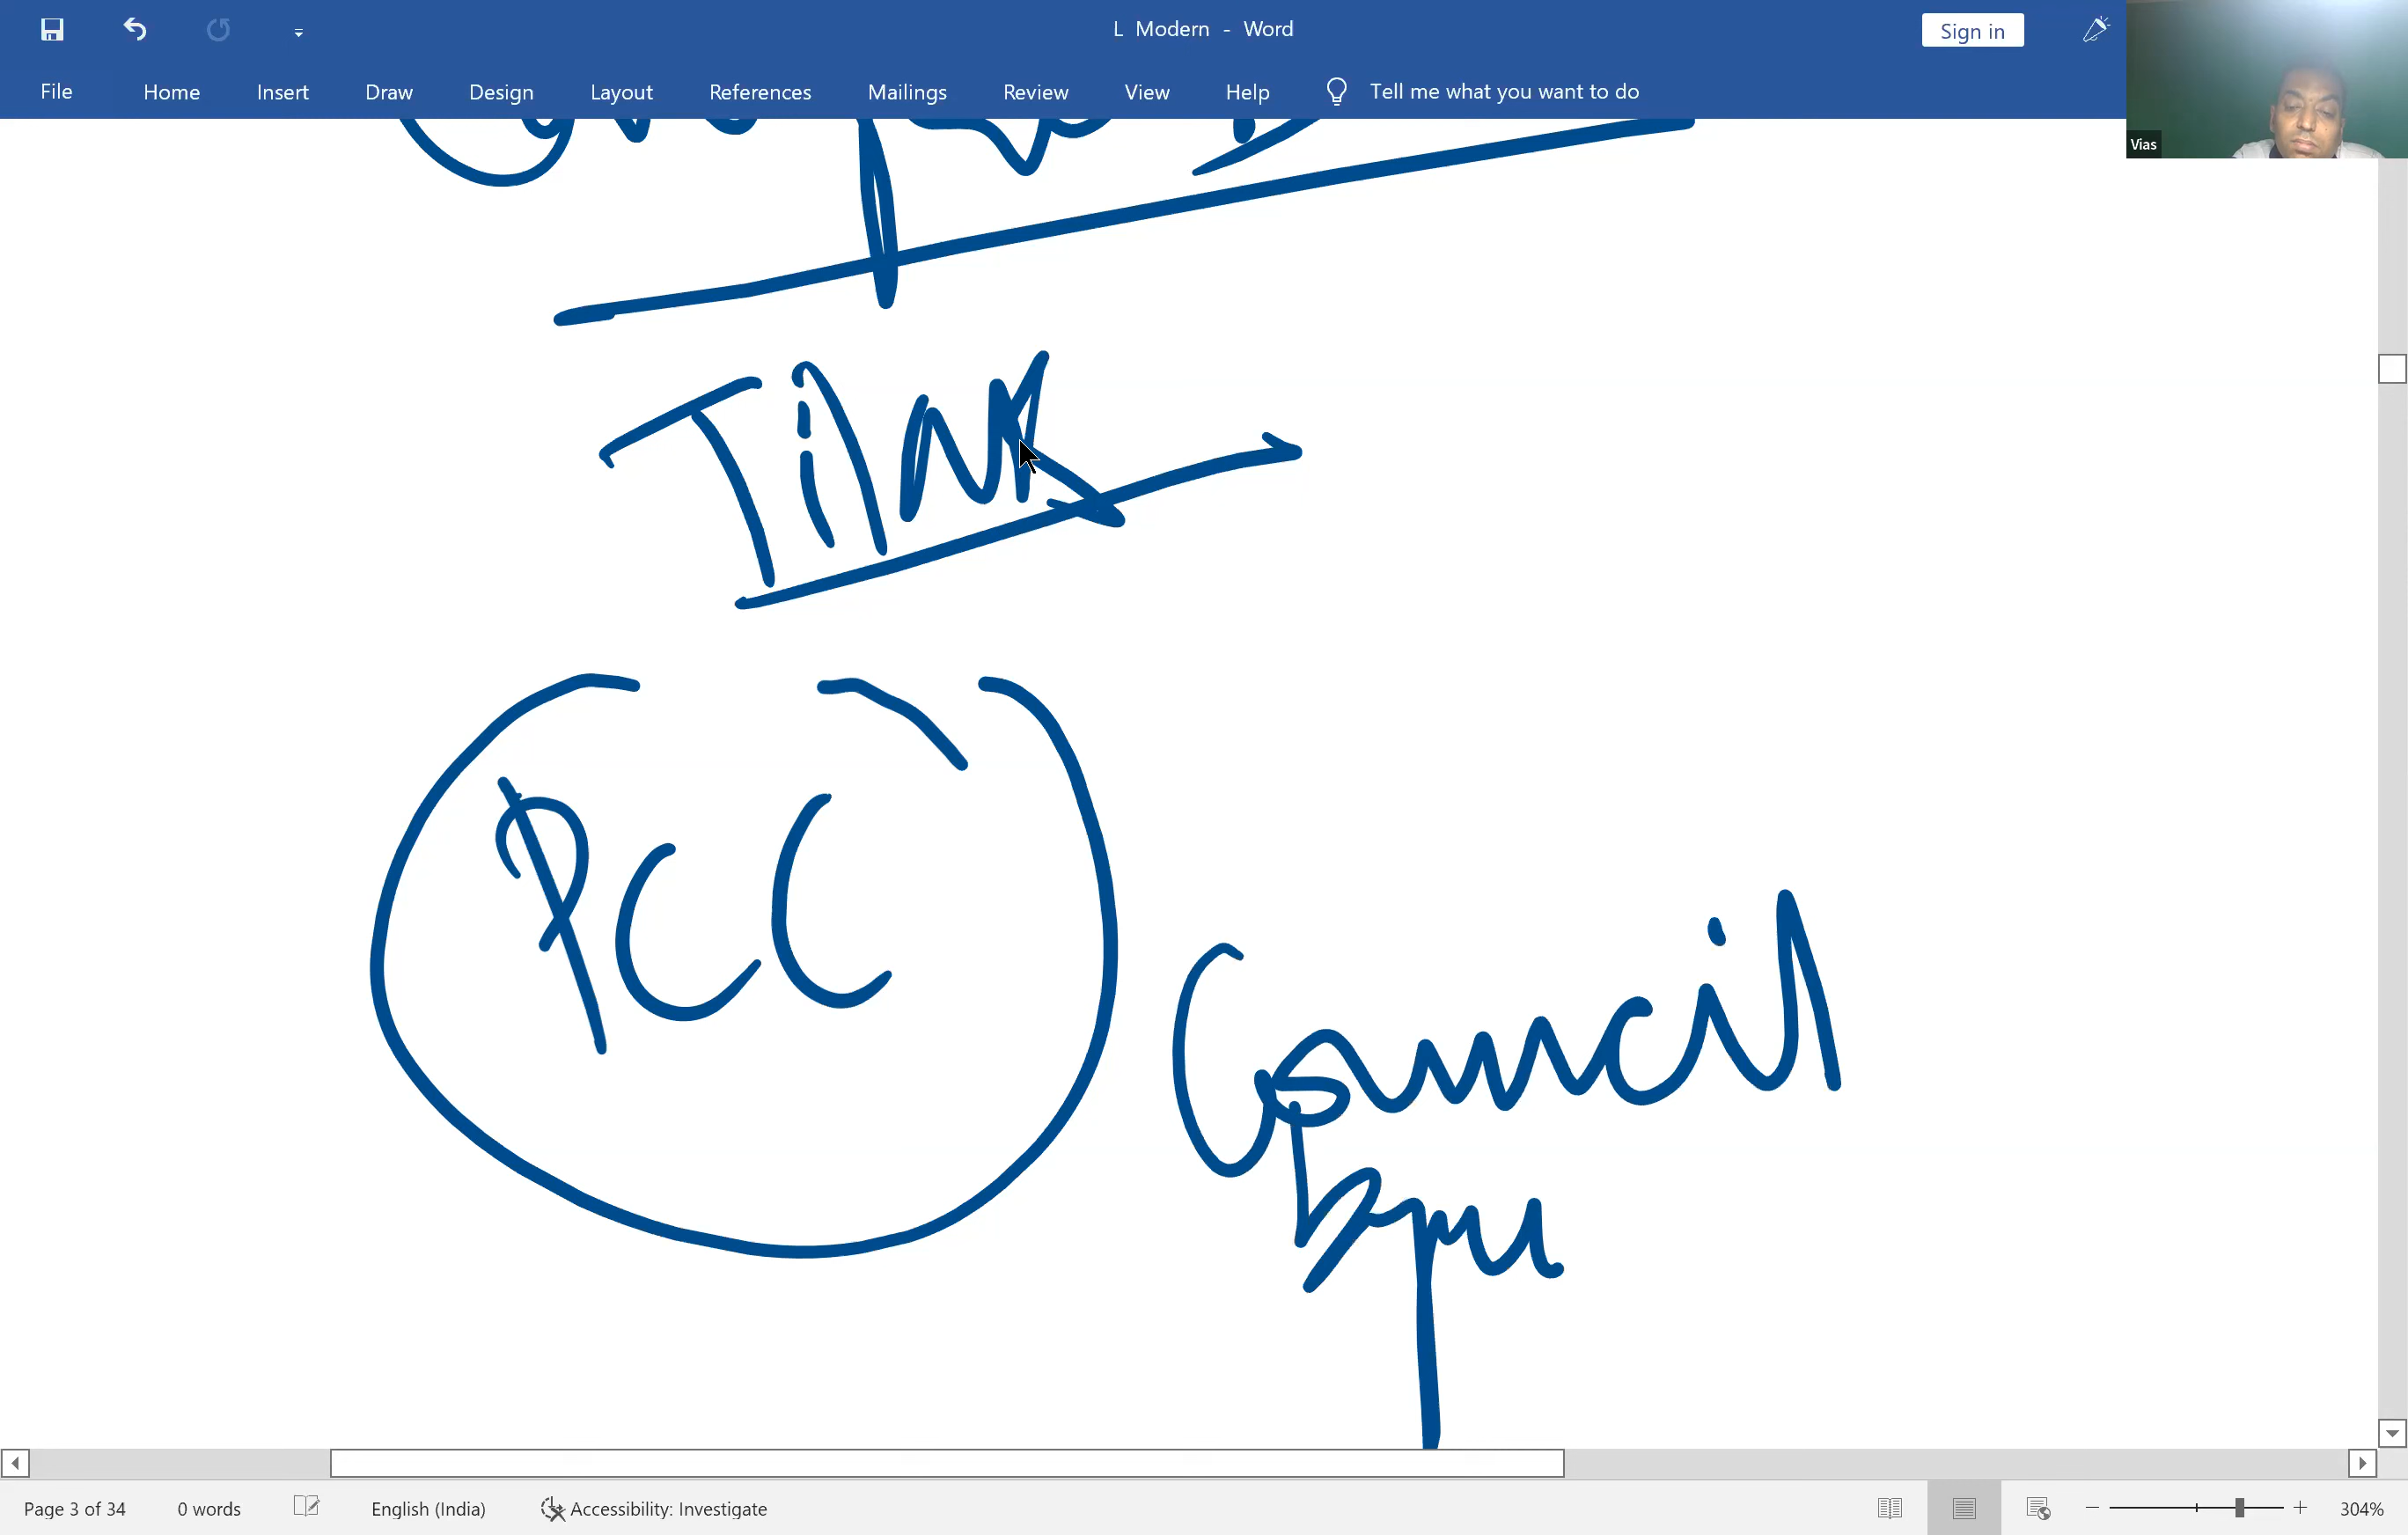 L Modern - Word
Sign in
File Home Insert Draw Design Layout References Mailings Review View Help Tell me what you want to do
Vias
Tilak
PCC
Council
Page 3 of 34 0 words English (India) Accessibility: Investigate 304%